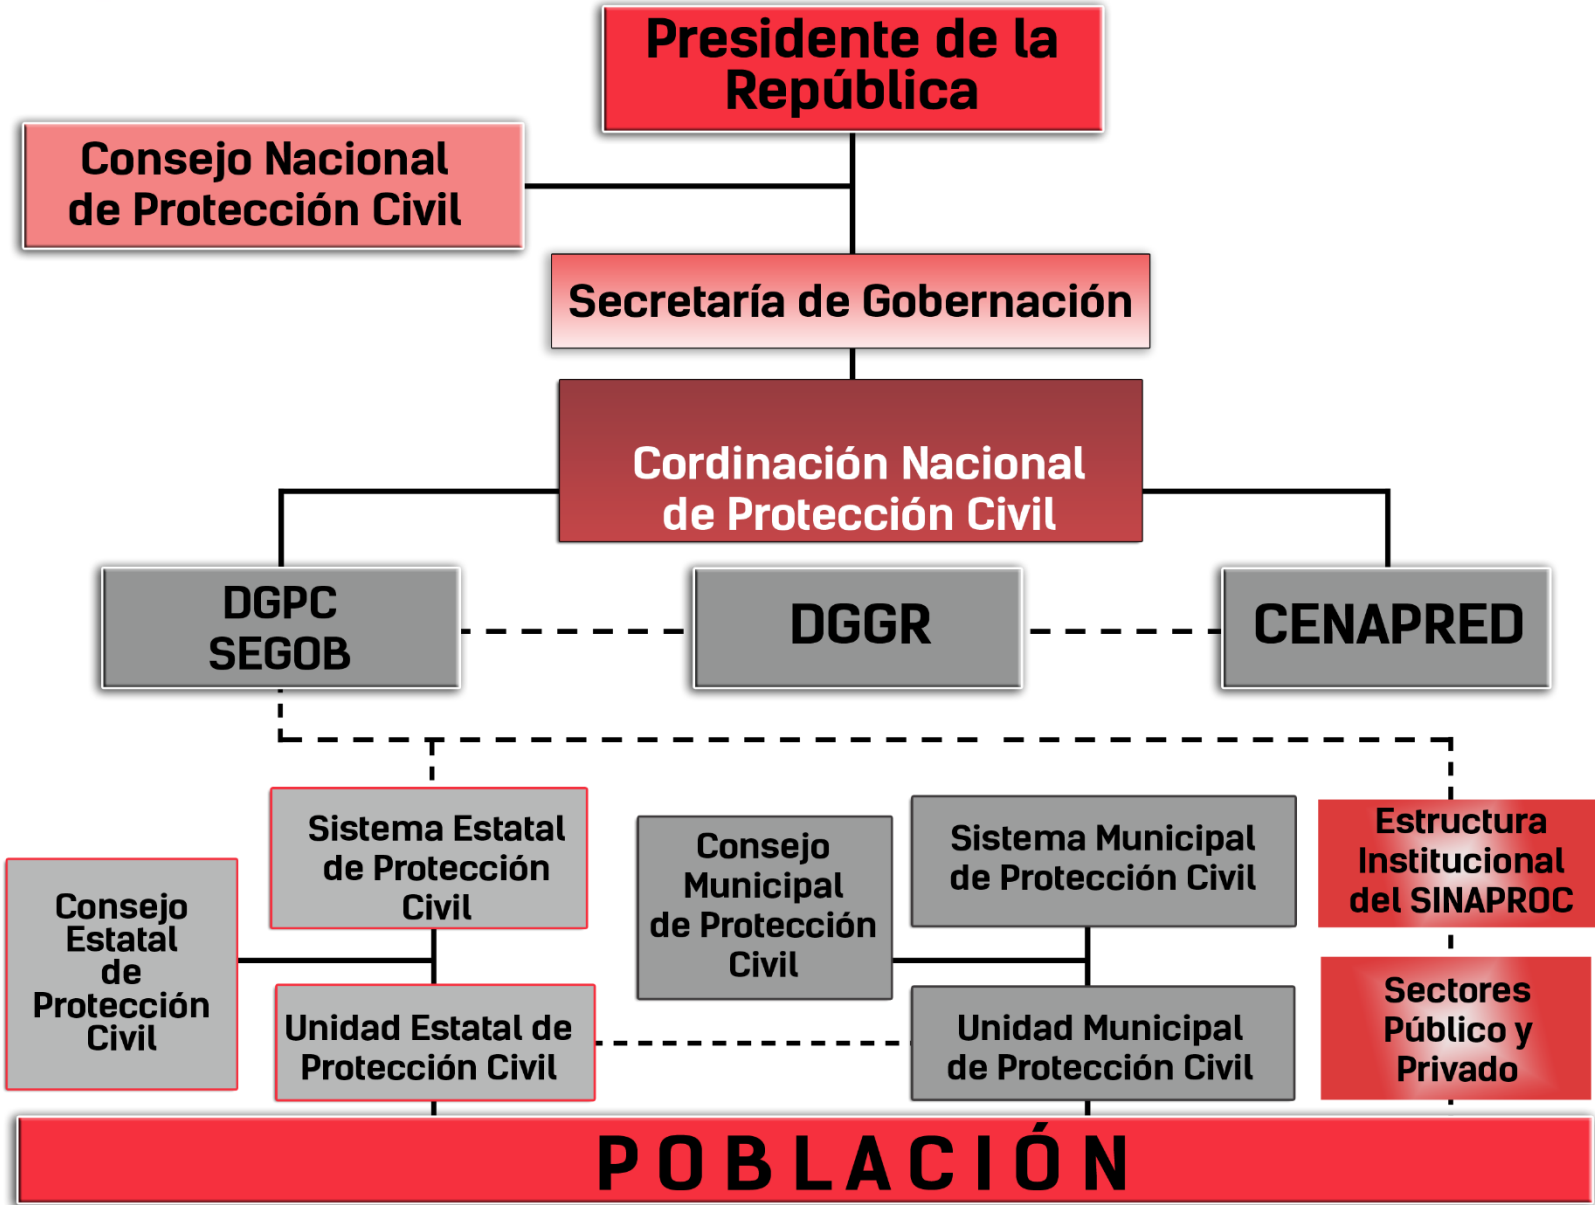 Presidente de la
República
Consejo Nacional
de Protección Civil
Secretaría de Gobernación
Cordinación Nacional
de Protección Civil
DGPC
SEGOB
DGGR
CENAPRED
Sistema Estatal
de Protección
Civil
Consejo
Estatal
de
Protección
Civil
Unidad Estatal de
Protección Civil
Consejo
Municipal
de Protección
Civil
Sistema Municipal
de Protección Civil
Unidad Municipal
de Protección Civil
Estructura
Institucional
del SINAPROC
Sectores
Público y
Privado
POBLACIÓN